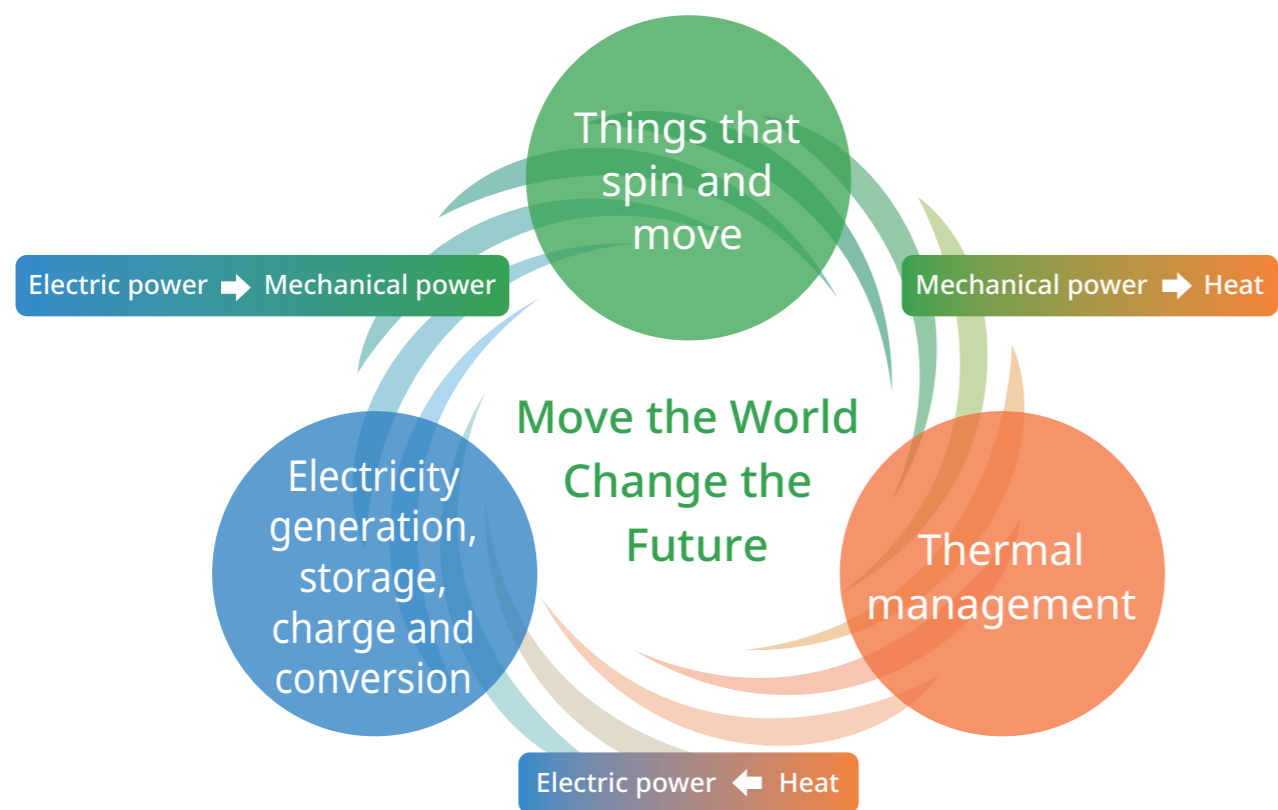 Things that
spin and
move
Electric power ➡ Mechanical power
Mechanical power ➡ Heat
Move the World
Change the
Future
Electricity
generation,
storage,
charge and
conversion
Thermal
management
Electric power ⬅ Heat